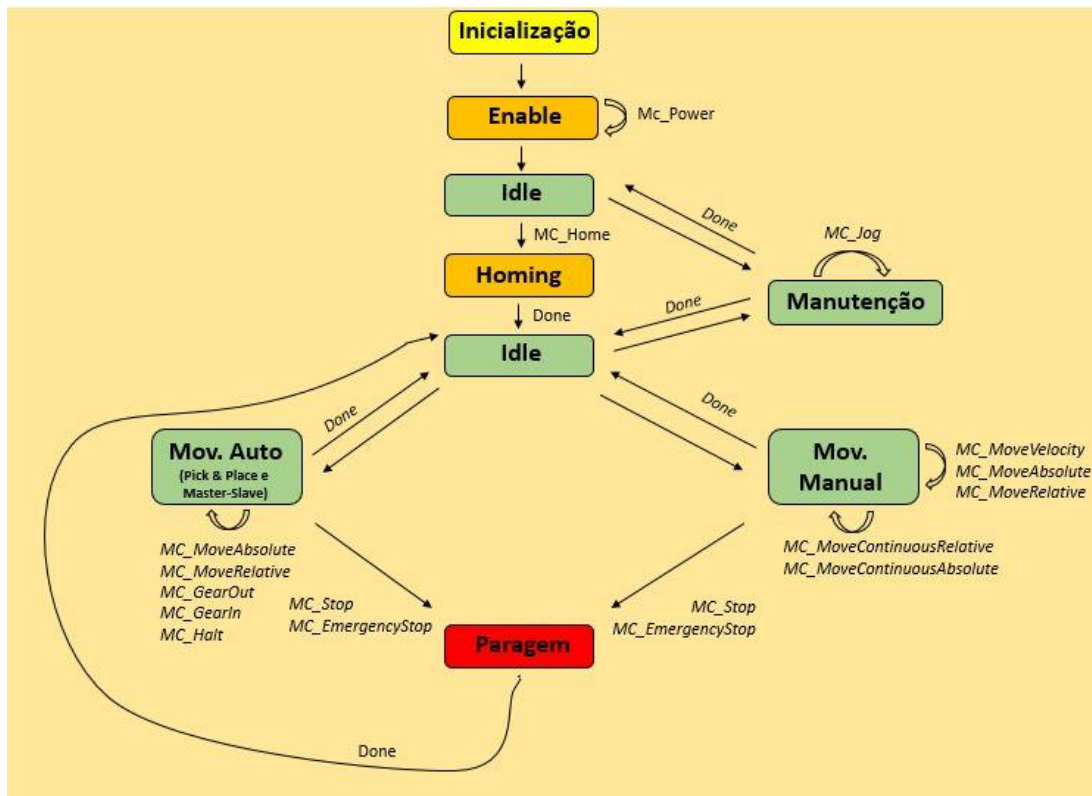 Inicialização
Enable
Mc_Power
Idle
Done
MC_Home
MC_Jog
Homing
Manutenção
Done
Done
Idle
Done
Done
Mov. Auto
(Pick & Place e
Master-Slave)
Mov.
Manual
MC_MoveVelocity
MC_MoveAbsolute
MC_MoveRelative
MC_MoveContinuousRelative
MC_MoveContinuousAbsolute
MC_MoveAbsolute
MC_MoveRelative
MC_GearOut
MC_GearIn
MC_Halt
MC_Stop
MC_EmergencyStop
MC_Stop
MC_EmergencyStop
Paragem
Done